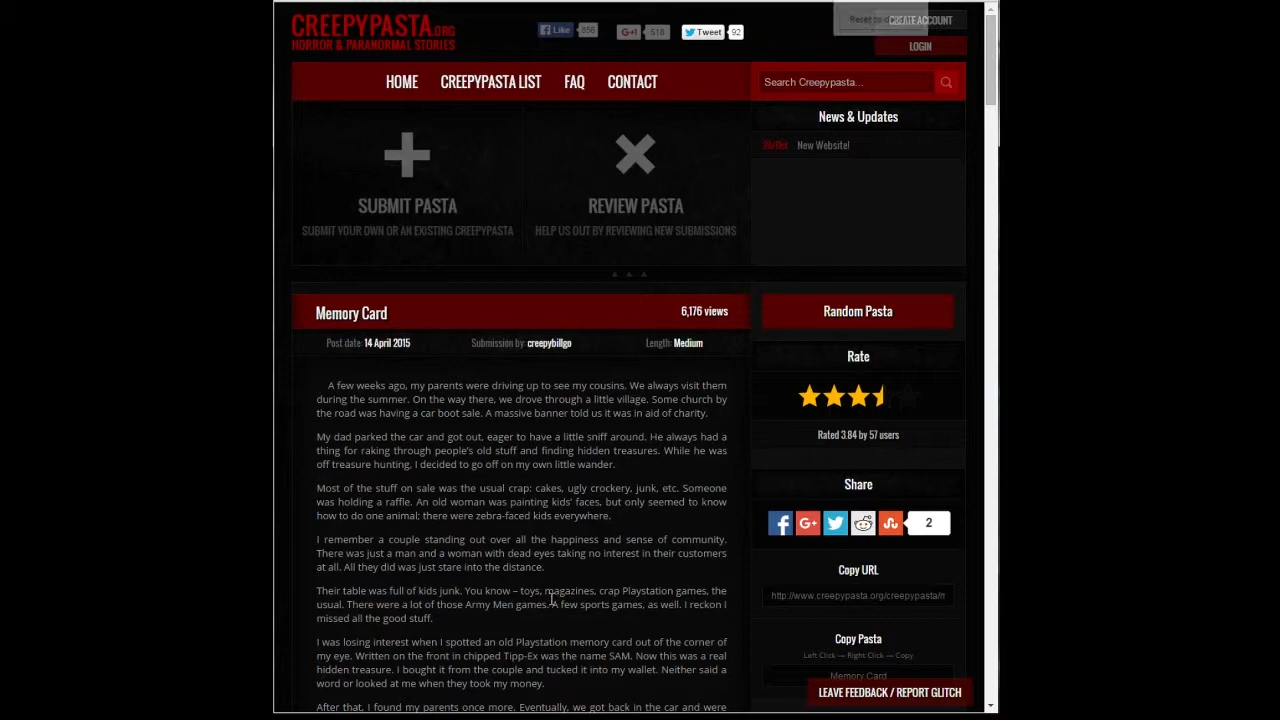 CREEPYPASTA.ORG
HORROR & PARANORMAL STORIES
Like 856
G+1 518
Tweet 92
CREATE ACCOUNT
LOGIN
HOME CREEPYPASTA LIST FAQ CONTACT
Search Creepypasta...
SUBMIT PASTA
SUBMIT YOUR OWN OR AN EXISTING CREEPYPASTA
REVIEW PASTA
HELP US OUT BY REVIEWING NEW SUBMISSIONS
News & Updates
New Website!
Memory Card 6,176 views
Post date: 14 April 2015 Submission by: creepybillgo Length: Medium
A few weeks ago, my parents were driving up to see my cousins. We always visit them
during the summer. On the way there, we drove through a little village. Some church by
the road was having a car boot sale. A massive banner told us it was in aid of charity.
My dad parked the car and got out, eager to have a little sniff around. He always had a
thing for raking through people's old stuff and finding hidden treasures. While he was
off treasure hunting, I decided to go off on my own little wander.
Most of the stuff on sale was the usual crap: cakes, ugly crockery, junk, etc. Someone
was holding a raffle. An old woman was painting kids' faces, but only seemed to know
how to do one animal; there were zebra-faced kids everywhere.
I remember a couple standing out over all the happiness and sense of community.
There was just a man and a woman with dead eyes taking no interest in their customers
at all. All they did was just stare into the distance.
Their table was full of kids junk. You know – toys, magazines, crap Playstation games, the
usual. There were a lot of those Army Men games. A few sports games, as well. I reckon I
missed all the good stuff.
I was losing interest when I spotted an old Playstation memory card out of the corner of
my eye. Written on the front in chipped Tipp-Ex was the name SAM. Now this was a real
hidden treasure. I bought it from the couple and tucked it into my wallet. Neither said a
word or looked at me when they took my money.
After that, I found my parents once more. Eventually, we got back in the car and were
Random Pasta
Rate
Rated 3.84 by 57 users
Share
2
Copy URL
http://www.creepypasta.org/creepypasta/m
Copy Pasta
Left Click → Right Click → Copy
Memory Card
LEAVE FEEDBACK / REPORT GLITCH